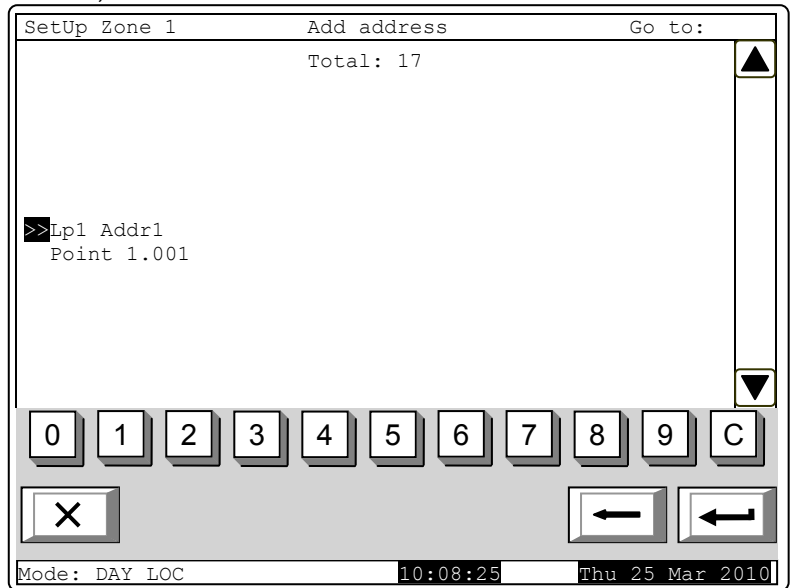 SetUp Zone 1 Add address Go to:
Total: 17
>>Lp1 Addr1
Point 1.001
0 1 2 3 4 5 6 7 8 9 C
Mode: DAY LOC 10:08:25 Thu 25 Mar 2010